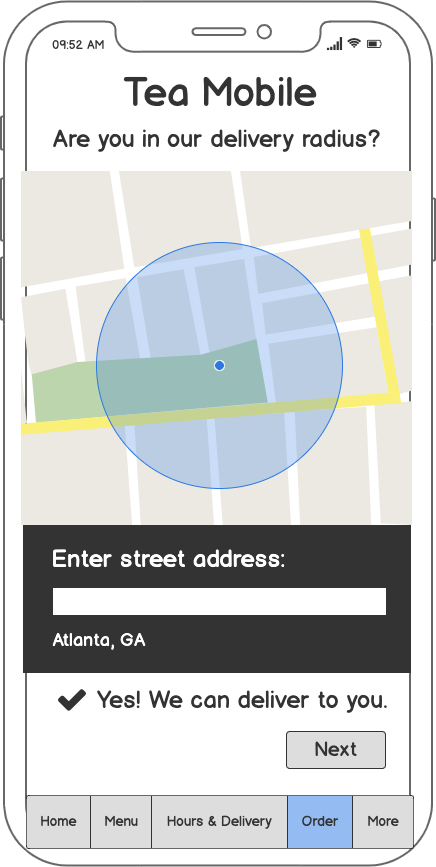 09:52 AM
Tea Mobile
Are you in our delivery radius?
Enter street address:
Atlanta, GA
Yes! We can deliver to you.
Next
Home Menu Hours & Delivery Order More